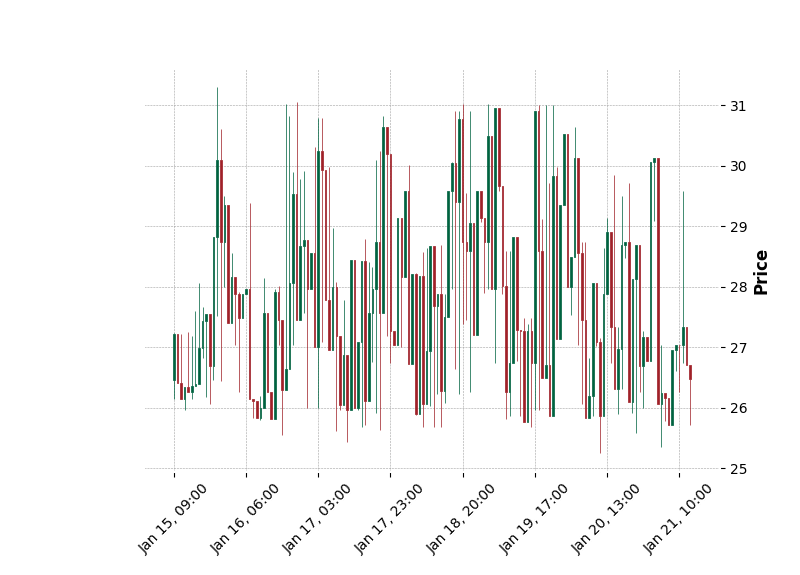 31
30
29
28
27
26
25
Price
Jan 15, 09:00
Jan 16, 06:00
Jan 17, 03:00
Jan 17, 23:00
Jan 18, 20:00
Jan 19, 17:00
Jan 20, 13:00
Jan 21, 10:00